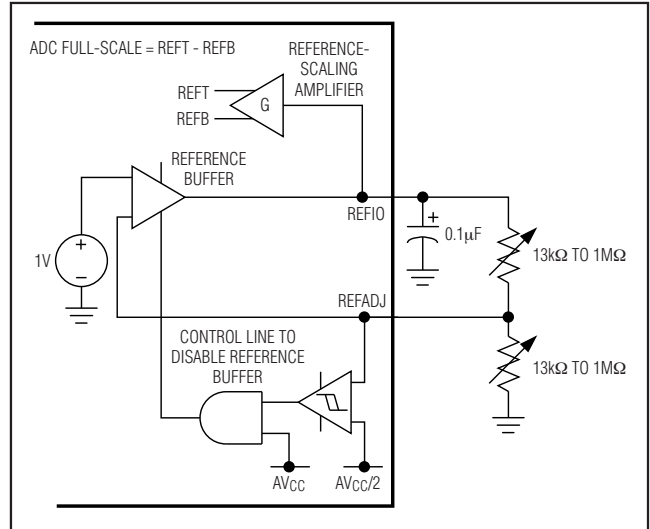 ADC FULL-SCALE = REFT - REFB
REFERENCE-
SCALING
AMPLIFIER
REFT
REFB
G
REFERENCE
BUFFER
REFIO
+
0.1µF
13kΩ TO 1MΩ
1V
+
−
REFADJ
CONTROL LINE TO
DISABLE REFERENCE
BUFFER
13kΩ TO 1MΩ
AVCC
AVCC/2